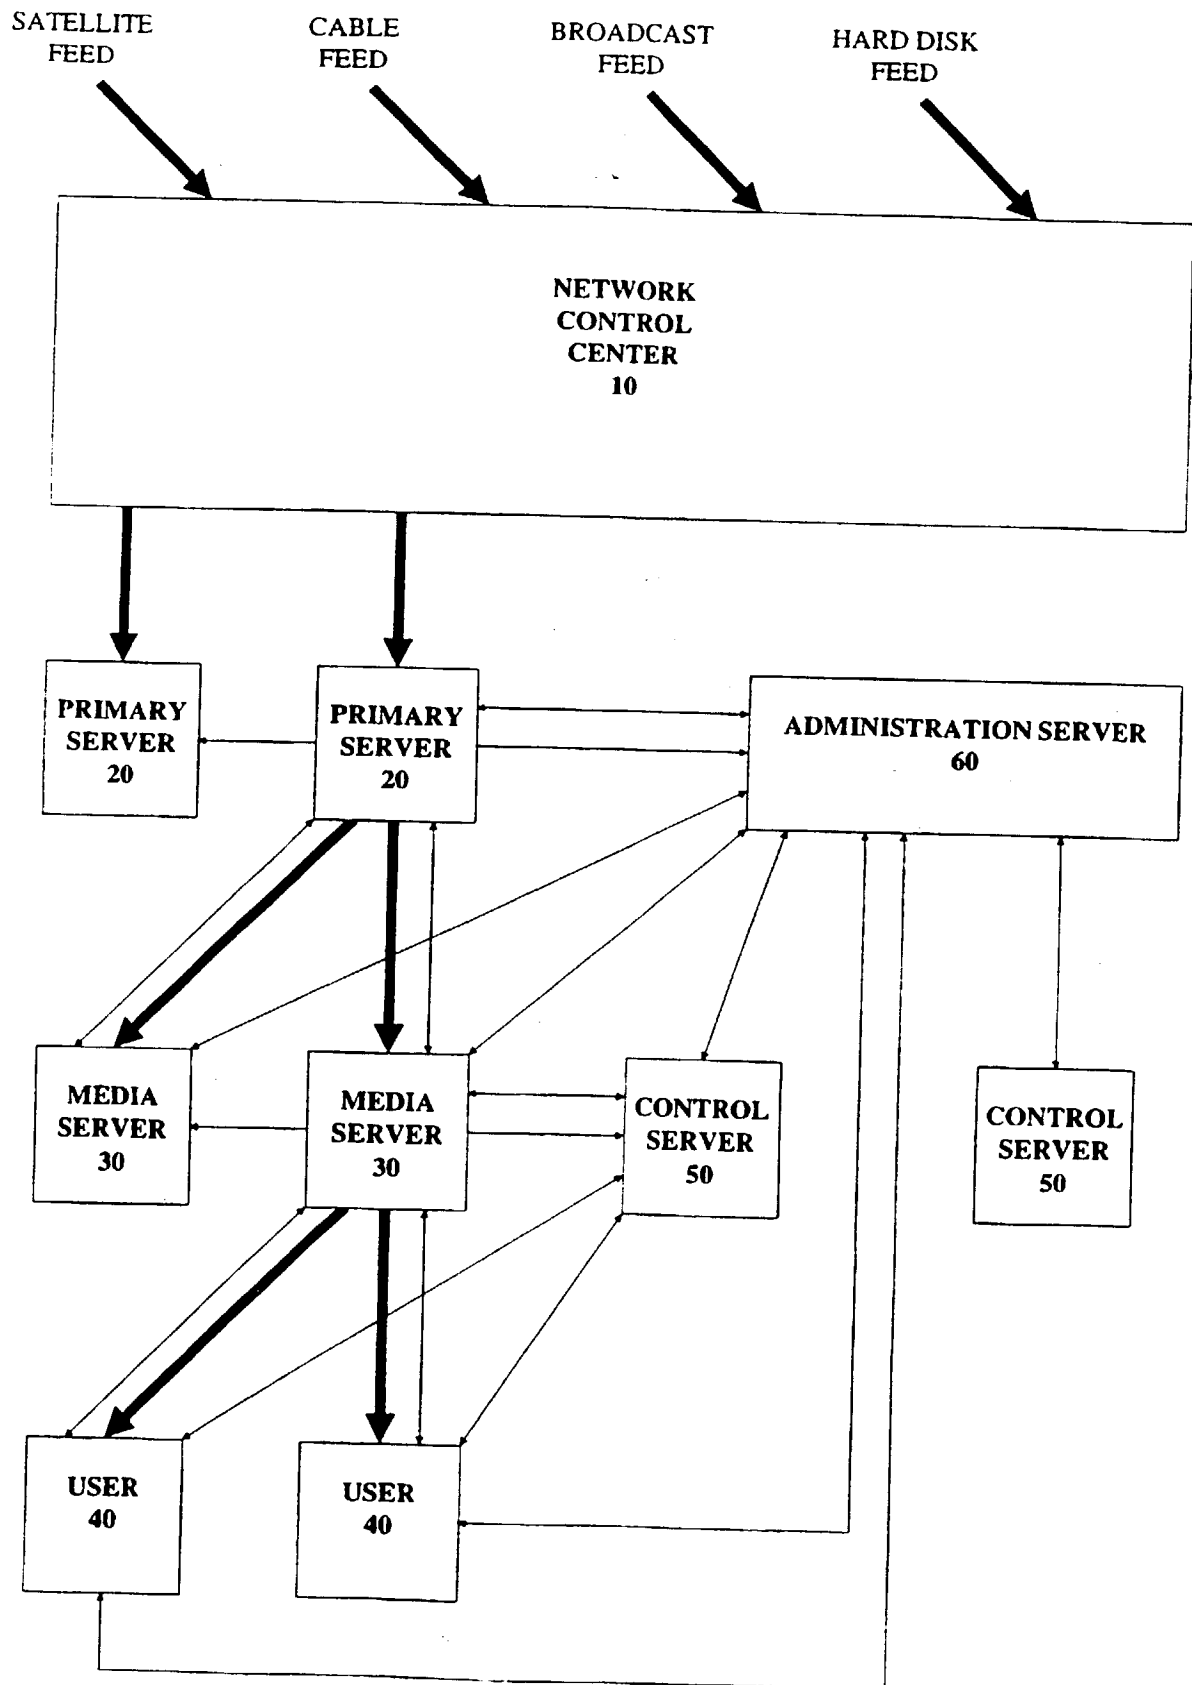 SATELLITE
FEED
CABLE
FEED
BROADCAST
FEED
HARD DISK
FEED
NETWORK
CONTROL
CENTER
10
PRIMARY
SERVER
20
PRIMARY
SERVER
20
ADMINISTRATION SERVER
60
MEDIA
SERVER
30
MEDIA
SERVER
30
CONTROL
SERVER
50
CONTROL
SERVER
50
USER
40
USER
40